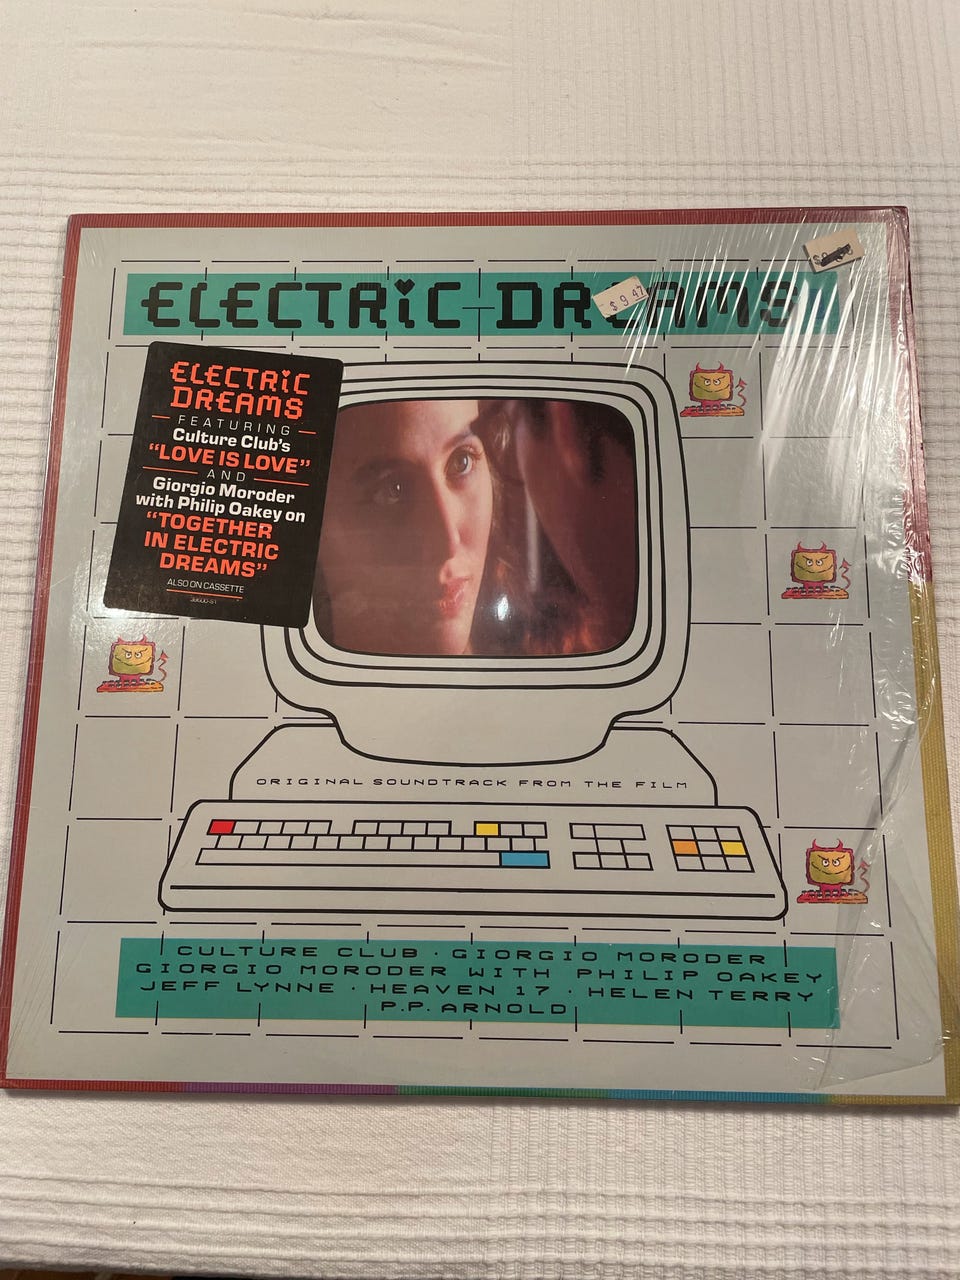 ELECTRIC DREAMS
$9.47
ELECTRIC
DREAMS
FEATURING
Culture Club's
"LOVE IS LOVE"
AND
Giorgio Moroder
with Philip Oakey on
"TOGETHER
IN ELECTRIC
DREAMS"
ALSO ON CASSETTE
ORIGINAL SOUNDTRACK FROM THE FILM
CULTURE CLUB · GIORGIO MORODER
GIORGIO MORODER WITH PHILIP OAKEY
JEFF LYNNE · HEAVEN 17 · HELEN TERRY
P.P. ARNOLD